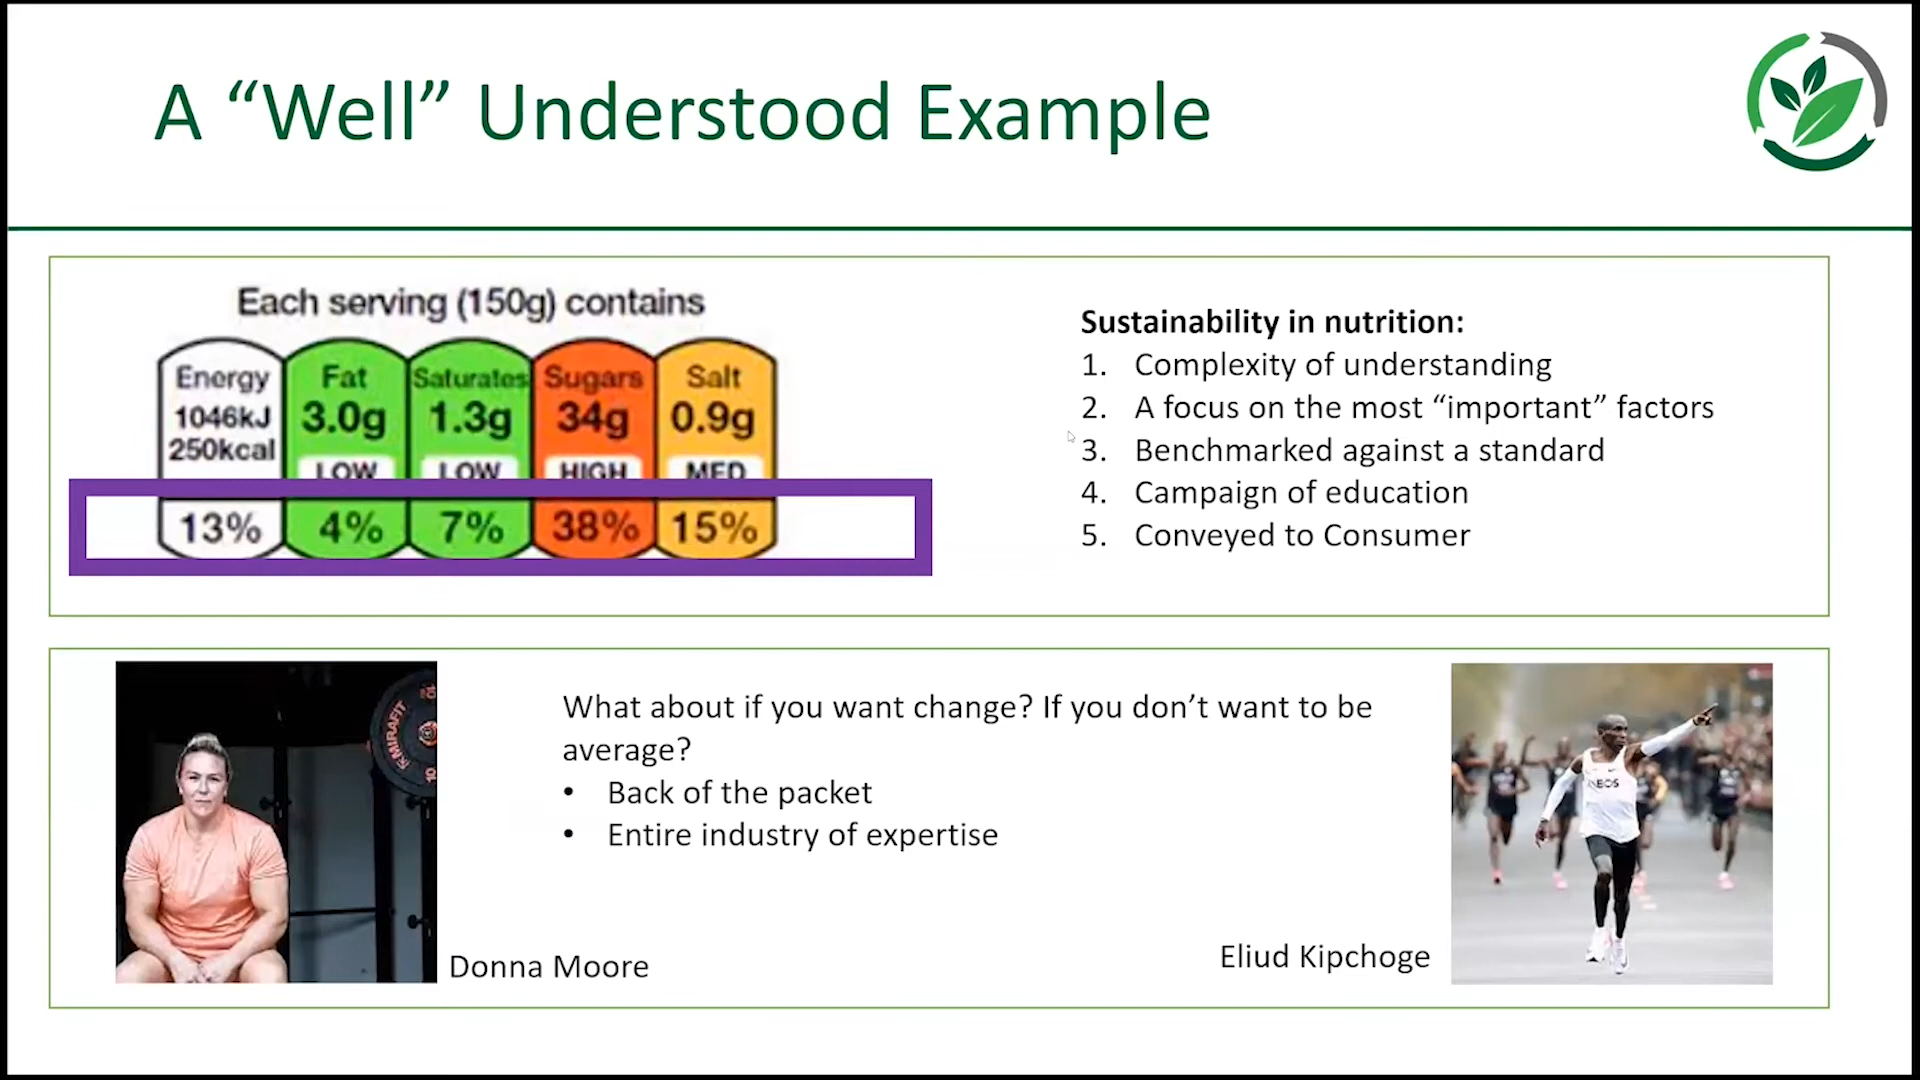 A “Well” Understood Example
Each serving (150g) contains
Energy
1046kJ
250kcal
13%
Fat
3.0g
LOW
4%
Saturates
1.3g
LOW
7%
Sugars
34g
HIGH
38%
Salt
0.9g
MED
15%
Sustainability in nutrition:
1. Complexity of understanding
2. A focus on the most “important” factors
3. Benchmarked against a standard
4. Campaign of education
5. Conveyed to Consumer
MIRAFIT
10
10
What about if you want change? If you don’t want to be
average?
• Back of the packet
• Entire industry of expertise
Donna Moore
Eliud Kipchoge
INEOS